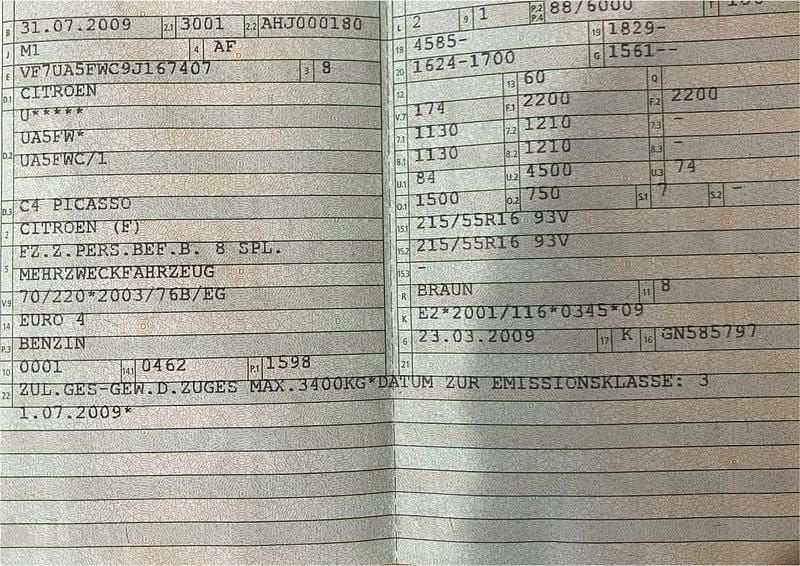 B 31.07.2009 2.1 3001 2.2 AHJ000180
J M1 4 AF
E VF7UA5FWC9J167407 3 8
D.1 CITROEN
U*****
UA5FW*
D.2 UA5FWC/1
D.3 C4 PICASSO
2 CITROEN (F)
FZ.Z.PERS.BEF.B. 8 SPL.
5 MEHRZWECKFAHRZEUG
V.9 70/220*2003/76B/EG
14 EURO 4
P.3 BENZIN
10 0001 14.1 0462 P.1 1598
22 ZUL.GES-GEW.D.ZUGES MAX.3400KG*DATUM ZUR EMISSIONSKLASSE: 3
1.07.2009*
L 2 9 1 P.2 P.4 88/6000 T
18 4585- 19 1829-
20 1624-1700 G 1561--
12 13 60 Q
V.7 174 F.1 2200 F.2 2200
7.1 1130 7.2 1210 7.3 -
8.1 1130 8.2 1210 8.3 -
U.1 84 U.2 4500 U.3 74
O.1 1500 O.2 750 S.1 7 S.2 -
15.1 215/55R16 93V
15.2 215/55R16 93V
15.3 -
R BRAUN 11 8
K E2*2001/116*0345*09
6 23.03.2009 17 K 16 GN585797
21